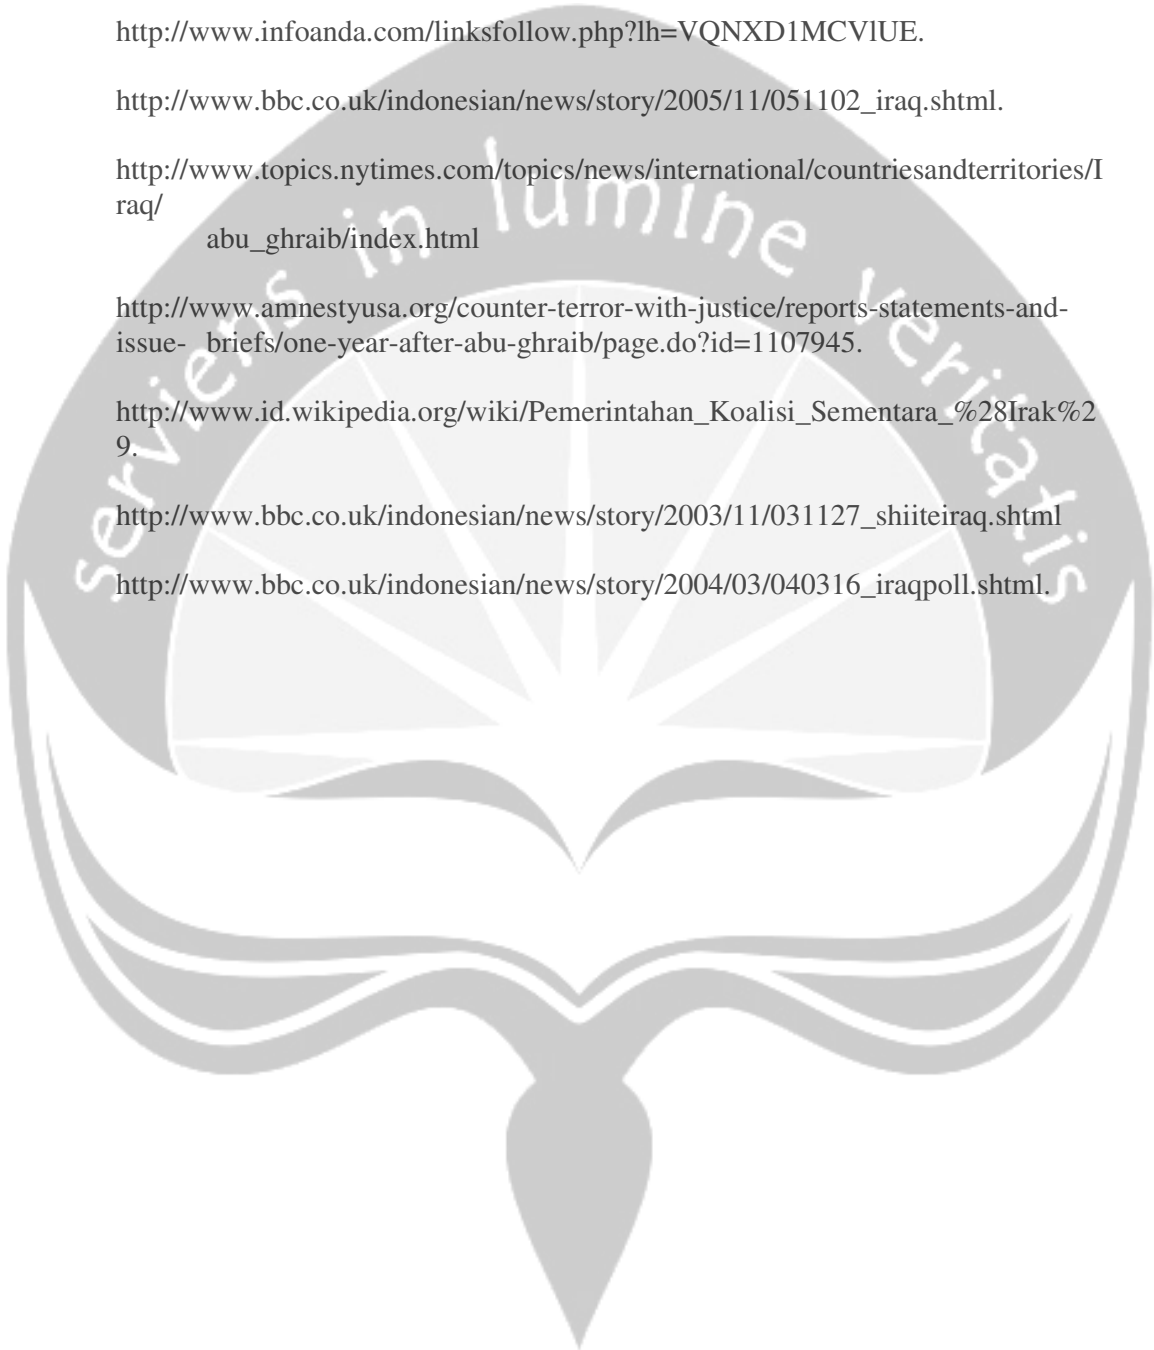 http://www.infoanda.com/linksfollow.php?lh=VQNXD1MCVlUE.
http://www.bbc.co.uk/indonesian/news/story/2005/11/051102_iraq.shtml.
http://www.topics.nytimes.com/topics/news/international/countriesandterritories/I
raq/
abu_ghraib/index.html
http://www.amnestyusa.org/counter-terror-with-justice/reports-statements-and-
issue- briefs/one-year-after-abu-ghraib/page.do?id=1107945.
http://www.id.wikipedia.org/wiki/Pemerintahan_Koalisi_Sementara_%28Irak%2
9.
http://www.bbc.co.uk/indonesian/news/story/2003/11/031127_shiiteiraq.shtml
http://www.bbc.co.uk/indonesian/news/story/2004/03/040316_iraqpoll.shtml.
serviens in lumine veritatis